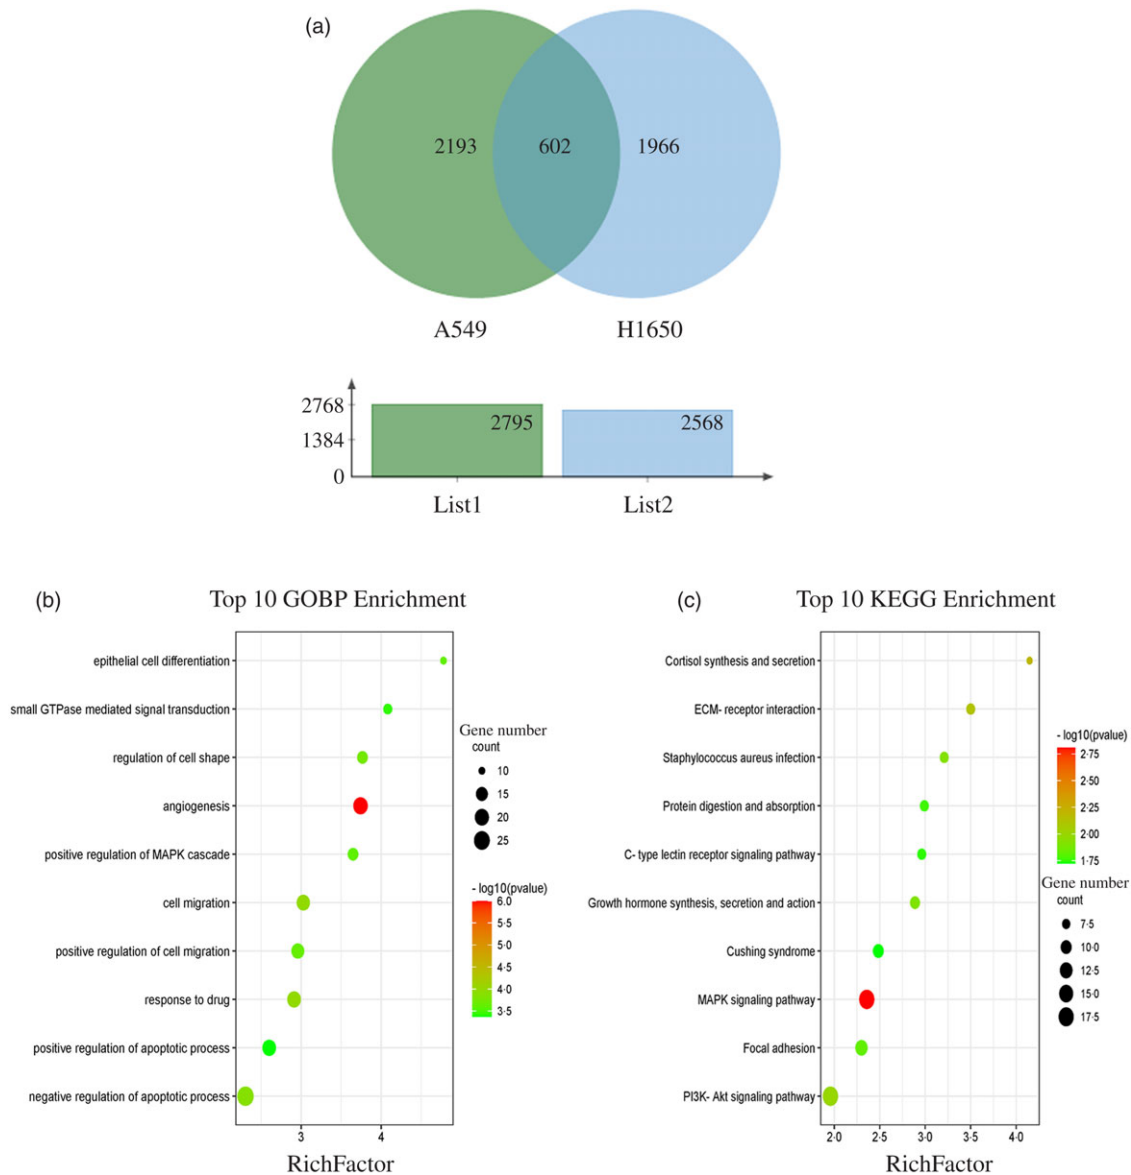 (a)
2193
602
1966
A549
H1650
2768
1384
0
2795
2568
List1
List2
(b)
Top 10 GOBP Enrichment
epithelial cell differentiation
small GTPase mediated signal transduction
regulation of cell shape
angiogenesis
positive regulation of MAPK cascade
cell migration
positive regulation of cell migration
response to drug
positive regulation of apoptotic process
negative regulation of apoptotic process
3
4
RichFactor
Gene number
count
10
15
20
25
- log10(pvalue)
6·0
5·5
5·0
4·5
4·0
3·5
(c)
Top 10 KEGG Enrichment
Cortisol synthesis and secretion
ECM- receptor interaction
Staphylococcus aureus infection
Protein digestion and absorption
C- type lectin receptor signaling pathway
Growth hormone synthesis, secretion and action
Cushing syndrome
MAPK signaling pathway
Focal adhesion
PI3K- Akt signaling pathway
2·0
2·5
3·0
3·5
4·0
RichFactor
- log10(pvalue)
2·75
2·50
2·25
2·00
1·75
Gene number
count
7·5
10·0
12·5
15·0
17·5